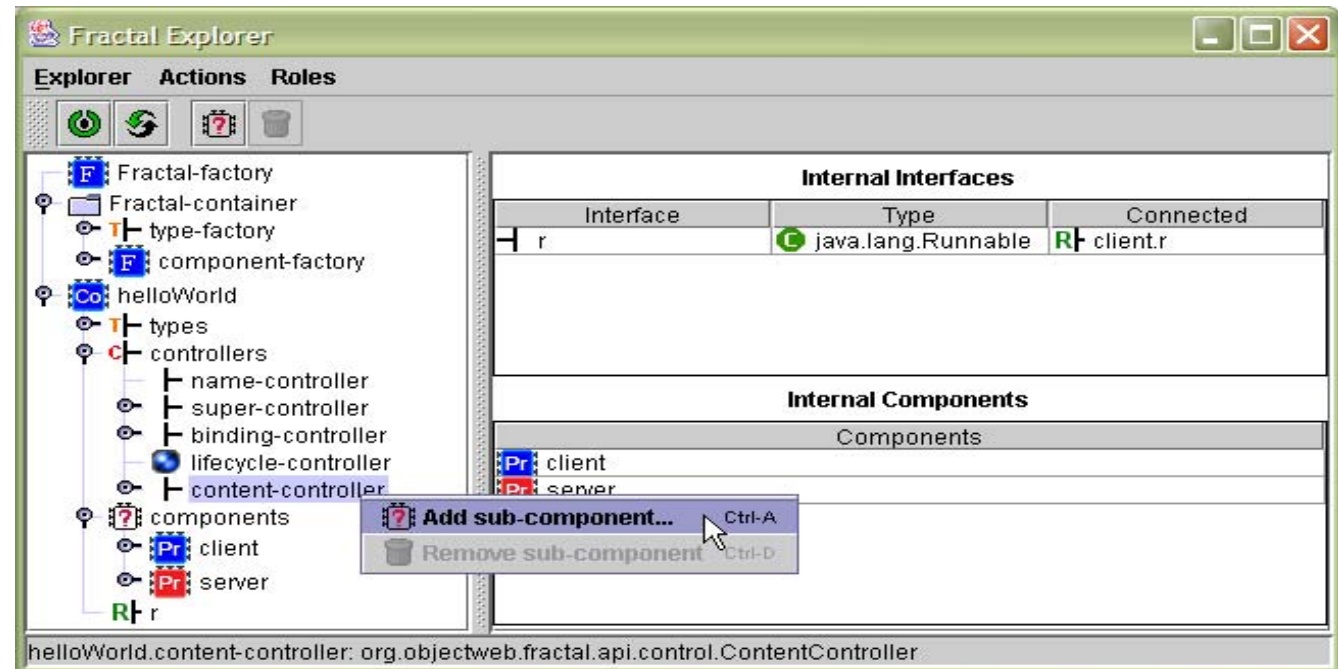 Fractal Explorer
Explorer Actions Roles
F Fractal-factory
Fractal-container
T type-factory
F component-factory
Co helloWorld
T types
C controllers
name-controller
super-controller
binding-controller
lifecycle-controller
content-controller
? components
Pr client
Pr server
R r
Internal Interfaces
Interface Type Connected
r C java.lang.Runnable R client.r
Internal Components
Components
Pr client
Pr server
? Add sub-component... Ctrl-A
Remove sub-component Ctrl-D
helloWorld.content-controller: org.objectweb.fractal.api.control.ContentController